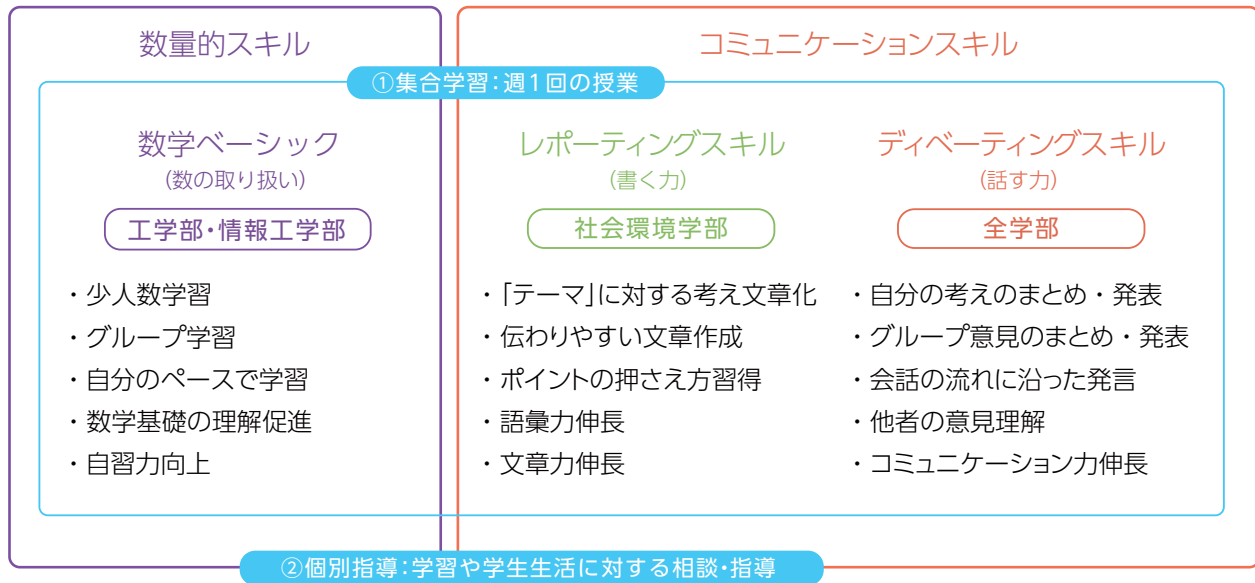 数量的スキル
コミュニケーションスキル
①集合学習:週1回の授業
数学ベーシック
(数の取り扱い)
工学部・情報工学部
・少人数学習
・グループ学習
・自分のペースで学習
・数学基礎の理解促進
・自習力向上
レポーティングスキル
(書く力)
社会環境学部
・「テーマ」に対する考え文章化
・伝わりやすい文章作成
・ポイントの押さえ方習得
・語彙力伸長
・文章力伸長
ディベーティングスキル
(話す力)
全学部
・自分の考えのまとめ・発表
・グループ意見のまとめ・発表
・会話の流れに沿った発言
・他者の意見理解
・コミュニケーション力伸長
②個別指導:学習や学生生活に対する相談・指導